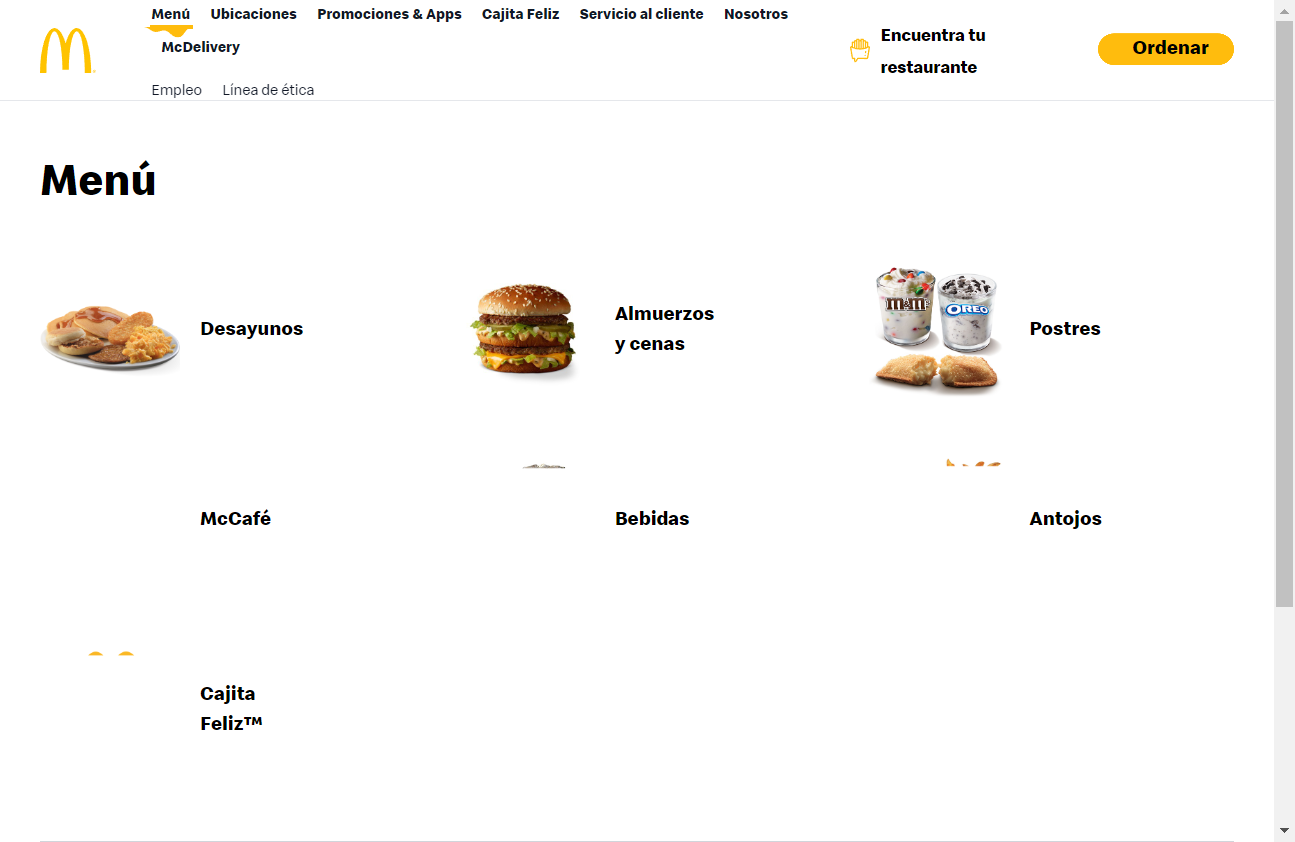 Menú Ubicaciones Promociones & Apps Cajita Feliz Servicio al cliente Nosotros
McDelivery
Encuentra tu
restaurante
Ordenar
Empleo Línea de ética
Menú
Desayunos
Almuerzos
y cenas
m&m's
OREO
Postres
McCafé
Bebidas
Antojos
Cajita
Feliz™